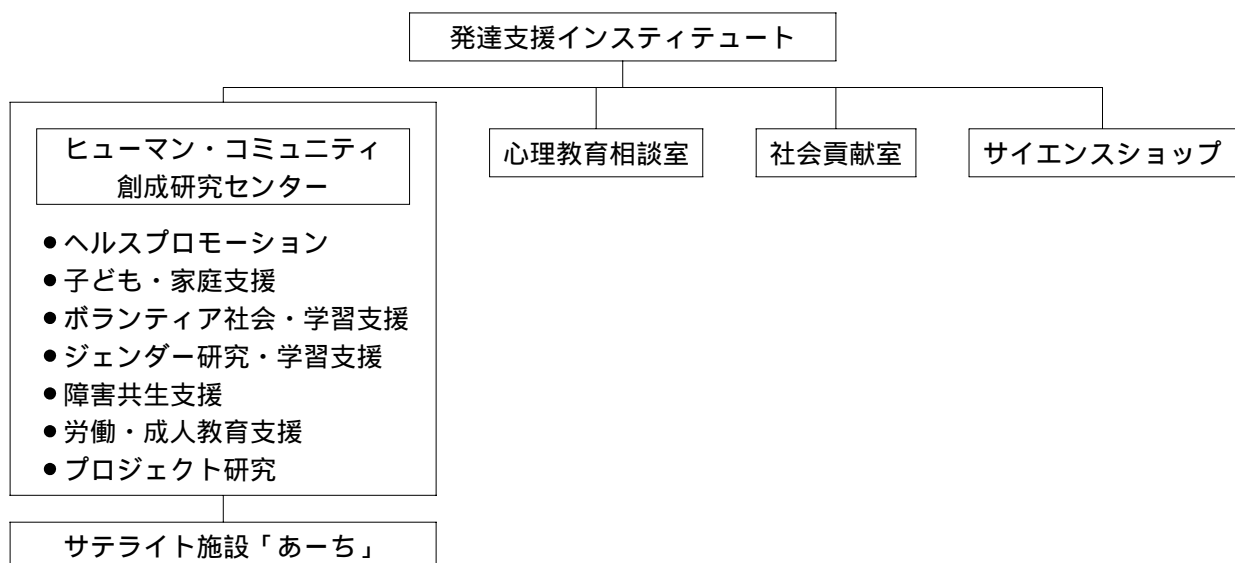 発達支援インスティテュート
ヒューマン・コミュニティ
創成研究センター
●ヘルスプロモーション
●子ども・家庭支援
●ボランティア社会・学習支援
●ジェンダー研究・学習支援
●障害共生支援
●労働・成人教育支援
●プロジェクト研究
サテライト施設「あーち」
心理教育相談室
社会貢献室
サイエンスショップ